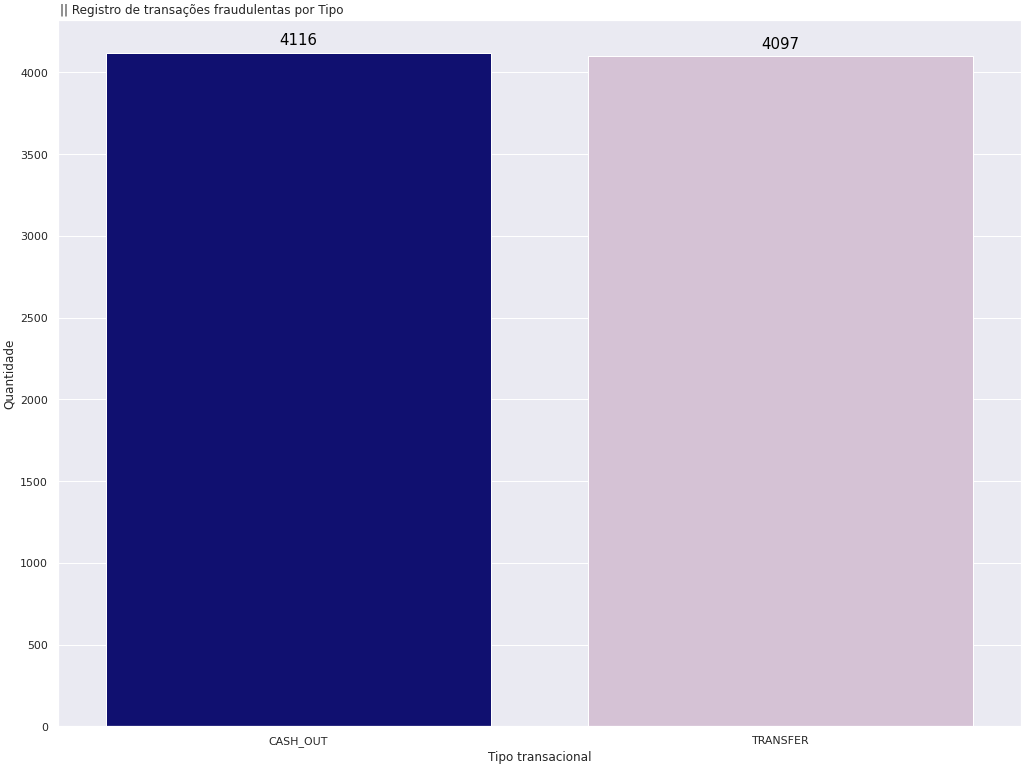 || Registro de transações fraudulentas por Tipo
4116
4097
4000
3500
3000
2500
2000
1500
1000
500
0
Quantidade
CASH_OUT
TRANSFER
Tipo transacional